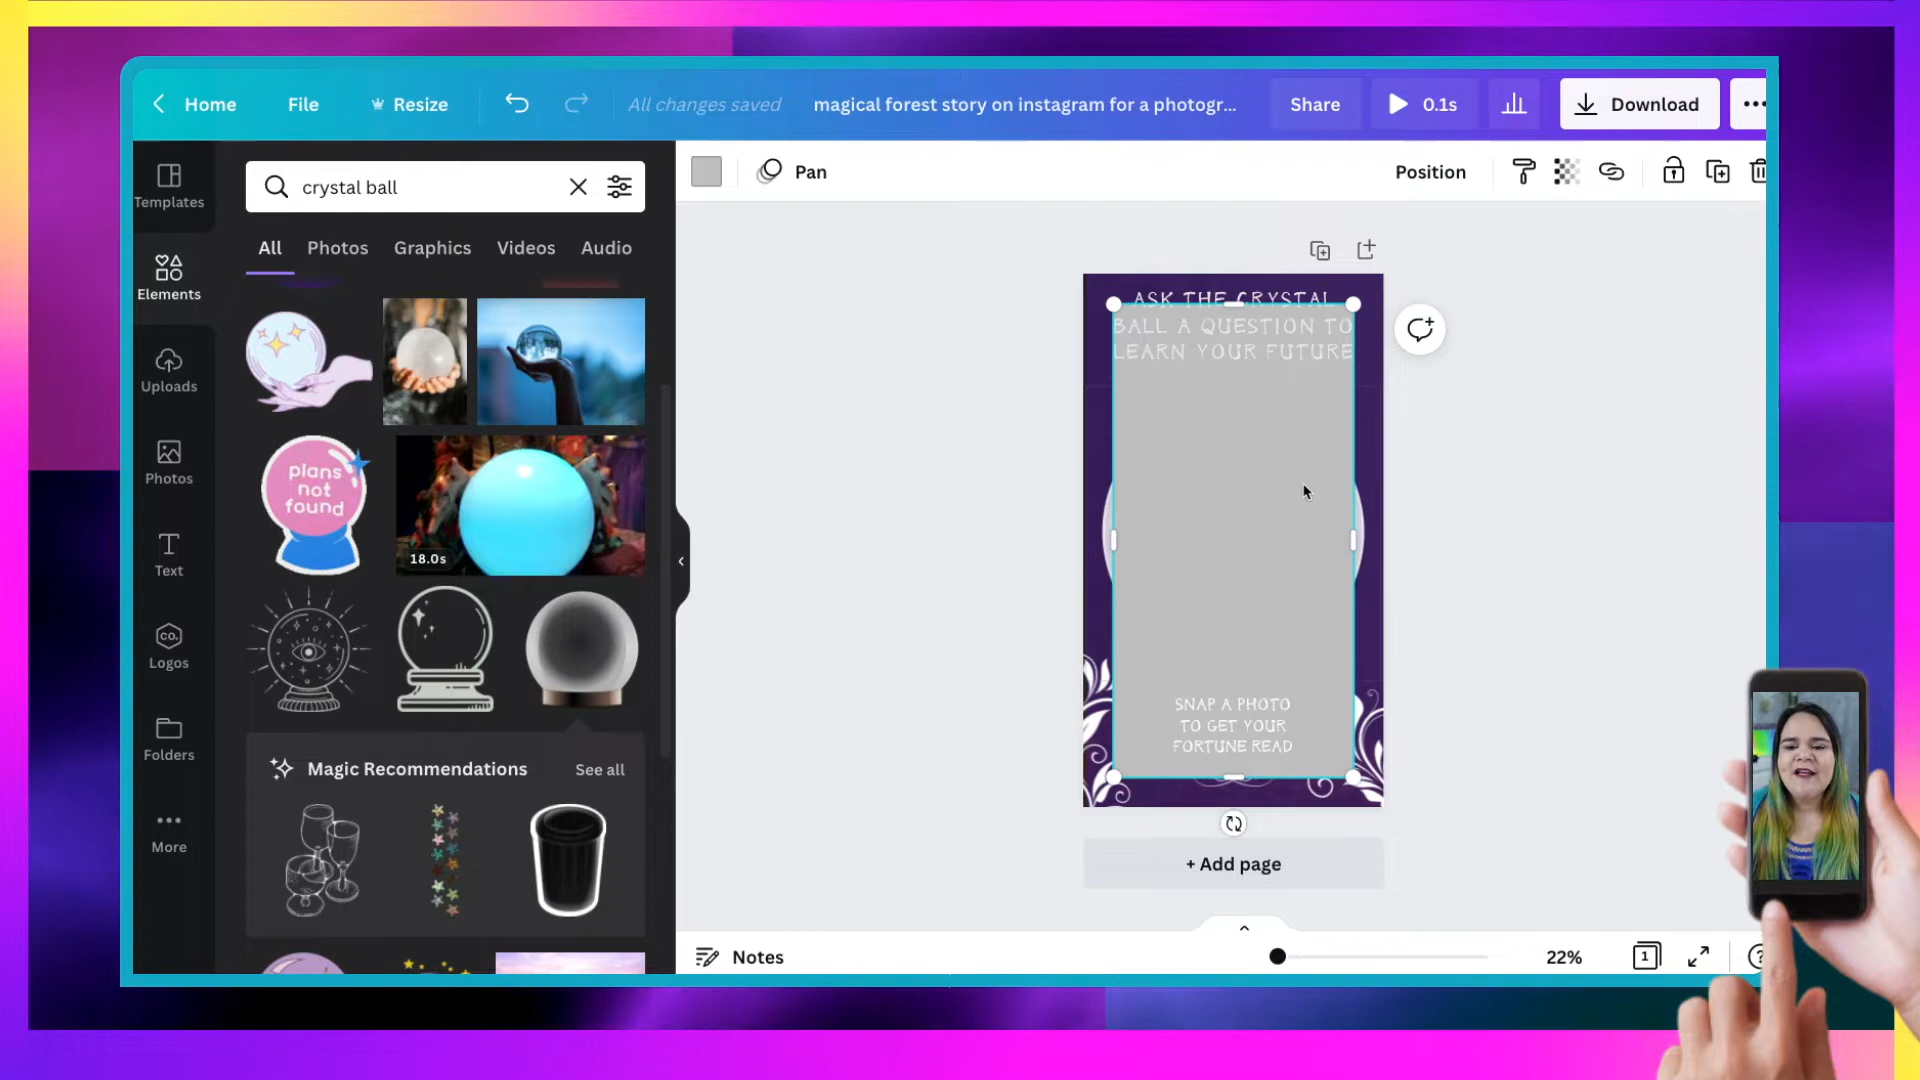 Home File Resize All changes saved magical forest story on instagram for a photogr... Share 0.1s Download
Templates
Elements
Uploads
Photos
Text
CO.
Logos
Folders
More
crystal ball
All Photos Graphics Videos Audio
plans
not
found
18.0s
Magic Recommendations See all
Pan Position
ASK THE CRYSTAL
BALL A QUESTION TO
LEARN YOUR FUTURE
SNAP A PHOTO
TO GET YOUR
FORTUNE READ
+ Add page
Notes 22% 1 ?